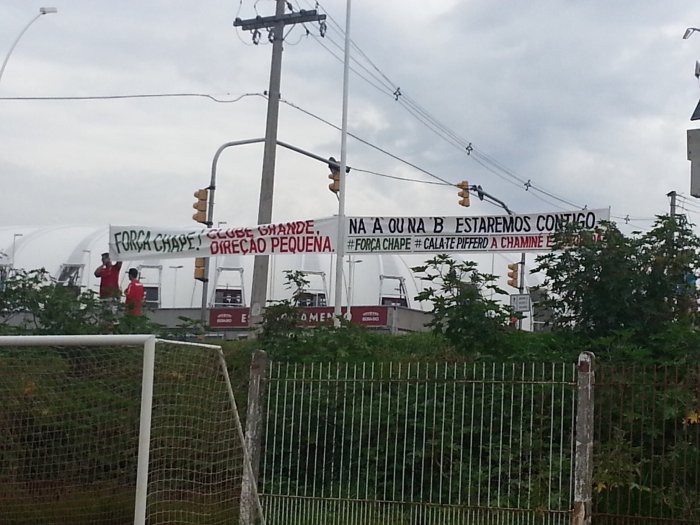 FORÇA CHAPE! CLUBE GRANDE,
DIREÇÃO PEQUENA.
NA 'A' OU NA 'B' ESTAREMOS CONTIGO
#FORÇA CHAPE #CALATE PIFFERO A CHAMINÉ